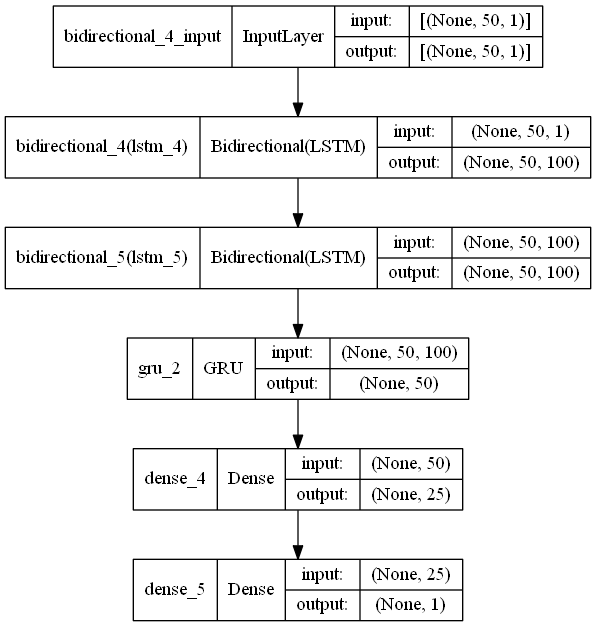 bidirectional_4_input InputLayer input: [(None, 50, 1)]
output: [(None, 50, 1)]
bidirectional_4(lstm_4) Bidirectional(LSTM) input: (None, 50, 1)
output: (None, 50, 100)
bidirectional_5(lstm_5) Bidirectional(LSTM) input: (None, 50, 100)
output: (None, 50, 100)
gru_2 GRU input: (None, 50, 100)
output: (None, 50)
dense_4 Dense input: (None, 50)
output: (None, 25)
dense_5 Dense input: (None, 25)
output: (None, 1)